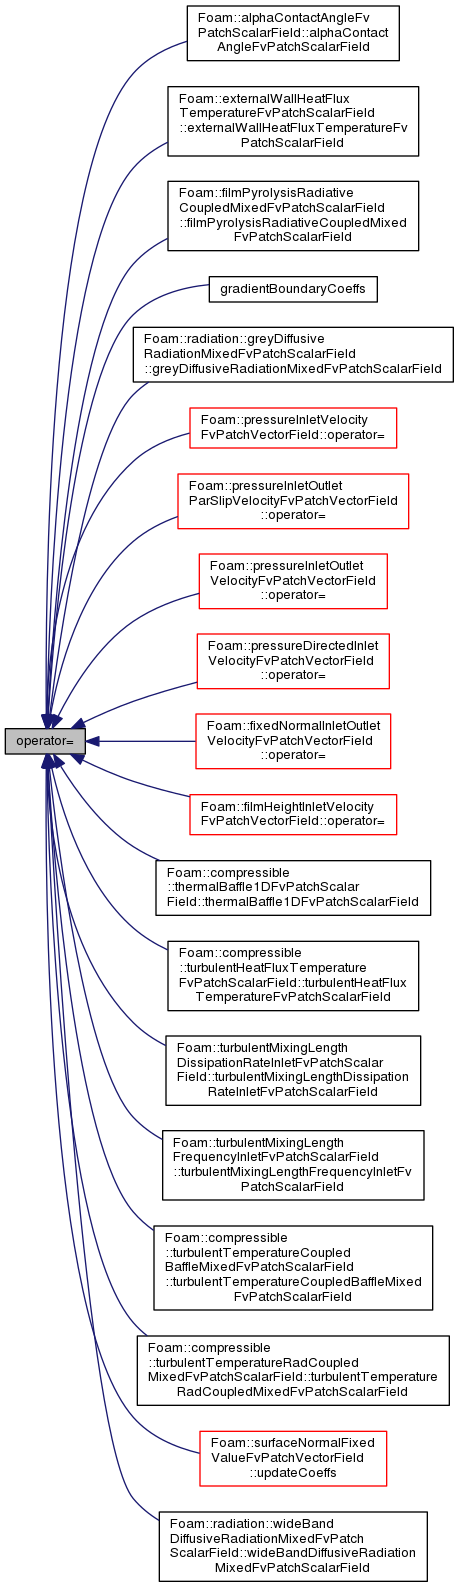 Foam::alphaContactAngleFv
PatchScalarField::alphaContact
AngleFvPatchScalarField
Foam::externalWallHeatFlux
TemperatureFvPatchScalarField
::externalWallHeatFluxTemperatureFv
PatchScalarField
Foam::filmPyrolysisRadiative
CoupledMixedFvPatchScalarField
::filmPyrolysisRadiativeCoupledMixed
FvPatchScalarField
gradientBoundaryCoeffs
Foam::radiation::greyDiffusive
RadiationMixedFvPatchScalarField
::greyDiffusiveRadiationMixedFvPatchScalarField
Foam::pressureInletVelocity
FvPatchVectorField::operator=
Foam::pressureInletOutlet
ParSlipVelocityFvPatchVectorField
::operator=
Foam::pressureInletOutlet
VelocityFvPatchVectorField
::operator=
Foam::pressureDirectedInlet
VelocityFvPatchVectorField
::operator=
operator=
Foam::fixedNormalInletOutlet
VelocityFvPatchVectorField
::operator=
Foam::filmHeightInletVelocity
FvPatchVectorField::operator=
Foam::compressible
::thermalBaffle1DFvPatchScalar
Field::thermalBaffle1DFvPatchScalarField
Foam::compressible
::turbulentHeatFluxTemperature
FvPatchScalarField::turbulentHeatFlux
TemperatureFvPatchScalarField
Foam::turbulentMixingLength
DissipationRateInletFvPatchScalar
Field::turbulentMixingLengthDissipation
RateInletFvPatchScalarField
Foam::turbulentMixingLength
FrequencyInletFvPatchScalarField
::turbulentMixingLengthFrequencyInletFv
PatchScalarField
Foam::compressible
::turbulentTemperatureCoupled
BaffleMixedFvPatchScalarField
::turbulentTemperatureCoupledBaffleMixed
FvPatchScalarField
Foam::compressible
::turbulentTemperatureRadCoupled
MixedFvPatchScalarField::turbulentTemperature
RadCoupledMixedFvPatchScalarField
Foam::surfaceNormalFixed
ValueFvPatchVectorField
::updateCoeffs
Foam::radiation::wideBand
DiffusiveRadiationMixedFvPatch
ScalarField::wideBandDiffusiveRadiation
MixedFvPatchScalarField